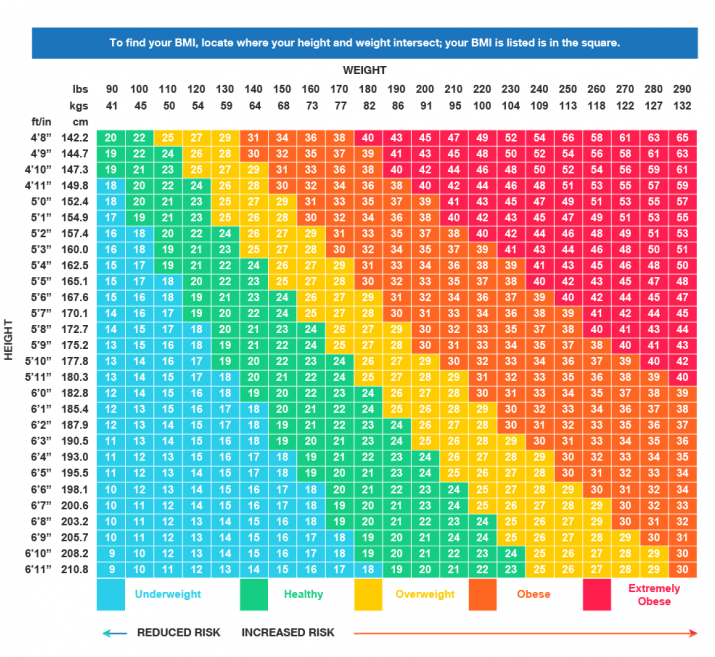 To find your BMI, locate where your height and weight intersect; your BMI is listed is in the square.
WEIGHT
lbs 90 100 110 120 130 140 150 160 170 180 190 200 210 220 230 240 250 260 270 280 290
kgs 41 45 50 54 59 64 68 73 77 82 86 91 95 100 104 109 113 118 122 127 132
ft/in cm
4'8" 142.2 20 22 25 27 29 31 34 36 38 40 43 45 47 49 52 54 56 58 61 63 65
4'9" 144.7 19 22 24 26 28 30 32 35 37 39 41 43 45 48 50 52 54 56 58 61 63
4'10" 147.3 19 21 23 25 27 29 31 33 36 38 40 42 44 46 48 50 52 54 56 59 61
4'11" 149.8 18 20 22 24 26 28 30 32 34 36 38 40 42 44 46 48 51 53 55 57 59
5'0" 152.4 18 20 21 23 25 27 29 31 33 35 37 39 41 43 45 47 49 51 53 55 57
5'1" 154.9 17 19 21 23 25 26 28 30 32 34 36 38 40 42 43 45 47 49 51 53 55
5'2" 157.4 16 18 20 22 24 26 27 29 31 33 35 37 38 40 42 44 46 48 49 51 53
5'3" 160.0 16 18 19 21 23 25 27 28 30 32 34 35 37 39 41 43 44 46 48 50 51
5'4" 162.5 15 17 19 21 22 24 26 27 29 31 33 34 36 38 39 41 43 45 46 48 50
5'5" 165.1 15 17 18 20 22 23 25 27 28 30 32 33 35 37 38 40 42 43 45 47 48
5'6" 167.6 15 16 18 19 21 23 24 26 27 29 31 32 34 36 37 39 40 42 44 45 47
5'7" 170.1 14 16 17 19 20 22 24 25 27 28 30 31 33 34 36 38 39 41 42 44 45
5'8" 172.7 14 15 17 18 20 21 23 24 26 27 29 30 32 33 35 37 38 40 41 43 44
5'9" 175.2 13 15 16 18 19 21 22 24 25 27 28 30 31 33 34 35 37 38 40 41 43
5'10" 177.8 13 14 16 17 19 20 22 23 24 26 27 29 30 32 33 34 36 37 39 40 42
5'11" 180.3 13 14 15 17 18 20 21 22 24 25 27 28 29 31 32 33 35 36 38 39 40
6'0" 182.8 12 14 15 16 18 19 20 22 23 24 26 27 28 30 31 33 34 35 37 38 39
6'1" 185.4 12 13 15 16 17 18 20 21 22 24 25 26 28 29 30 32 33 34 36 37 38
6'2" 187.9 12 13 14 15 17 18 19 21 22 23 24 26 27 28 30 31 32 33 35 36 37
6'3" 190.5 11 13 14 15 16 18 19 20 21 23 24 25 26 28 29 30 31 33 34 35 36
6'4" 193.0 11 12 13 15 16 17 18 19 21 22 23 24 26 27 28 29 30 32 33 34 35
6'5" 195.5 11 12 13 14 15 17 18 19 20 21 23 24 25 26 27 28 30 31 32 33 34
6'6" 198.1 10 12 13 14 15 16 17 18 20 21 22 23 24 25 27 28 29 30 31 32 34
6'7" 200.6 10 11 12 14 15 16 17 18 19 20 21 23 24 25 26 27 28 29 30 32 33
6'8" 203.2 10 11 12 13 14 15 16 18 19 20 21 22 23 24 25 26 27 29 30 31 32
6'9" 205.7 10 11 12 13 14 15 16 17 18 19 20 21 23 24 25 26 27 28 29 30 31
6'10" 208.2 9 10 12 13 14 15 16 17 18 19 20 21 22 23 24 25 26 27 28 29 30
6'11" 210.8 9 10 11 12 13 14 15 16 17 18 19 20 21 22 23 25 26 27 28 29 30
HEIGHT
Underweight Healthy Overweight Obese Extremely
Obese
REDUCED RISK INCREASED RISK